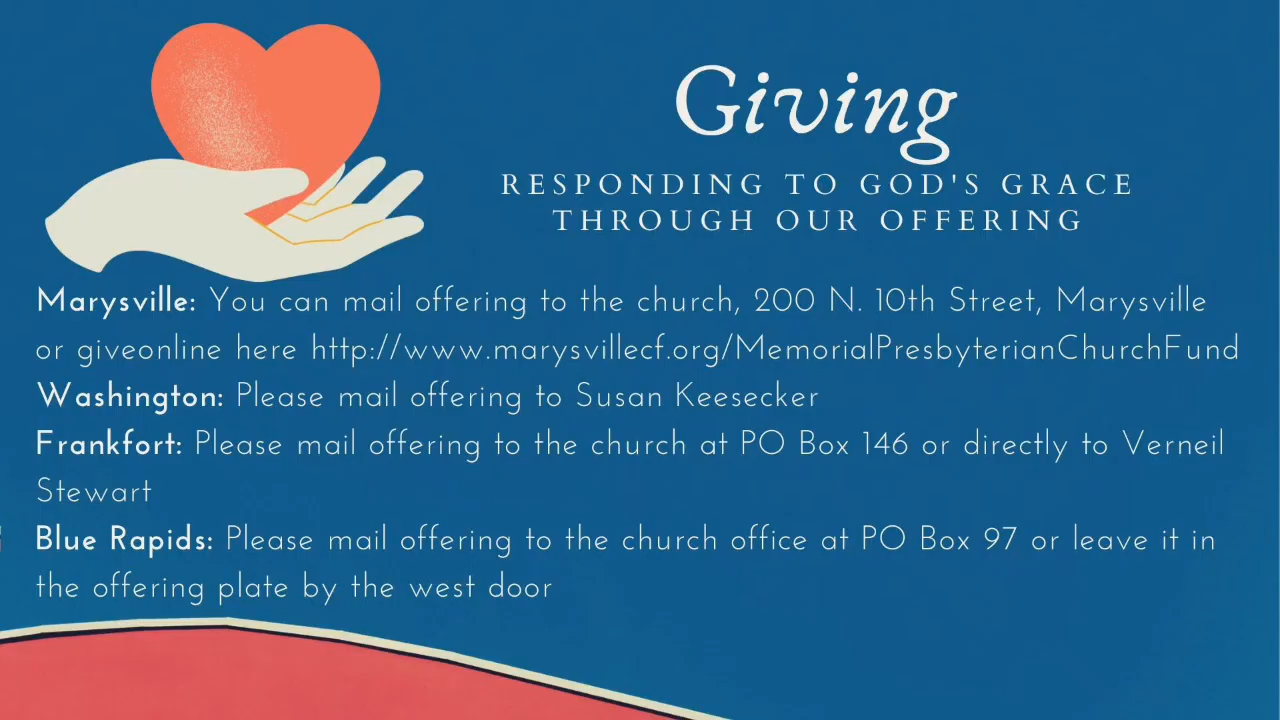 Giving
RESPONDING TO GOD'S GRACE
THROUGH OUR OFFERING
Marysville: You can mail offering to the church, 200 N. 10th Street, Marysville
or giveonline here http://www.marysvillecf.org/MemorialPresbyterianChurchFund
Washington: Please mail offering to Susan Keesecker
Frankfort: Please mail offering to the church at PO Box 146 or directly to Verneil
Stewart
Blue Rapids: Please mail offering to the church office at PO Box 97 or leave it in
the offering plate by the west door